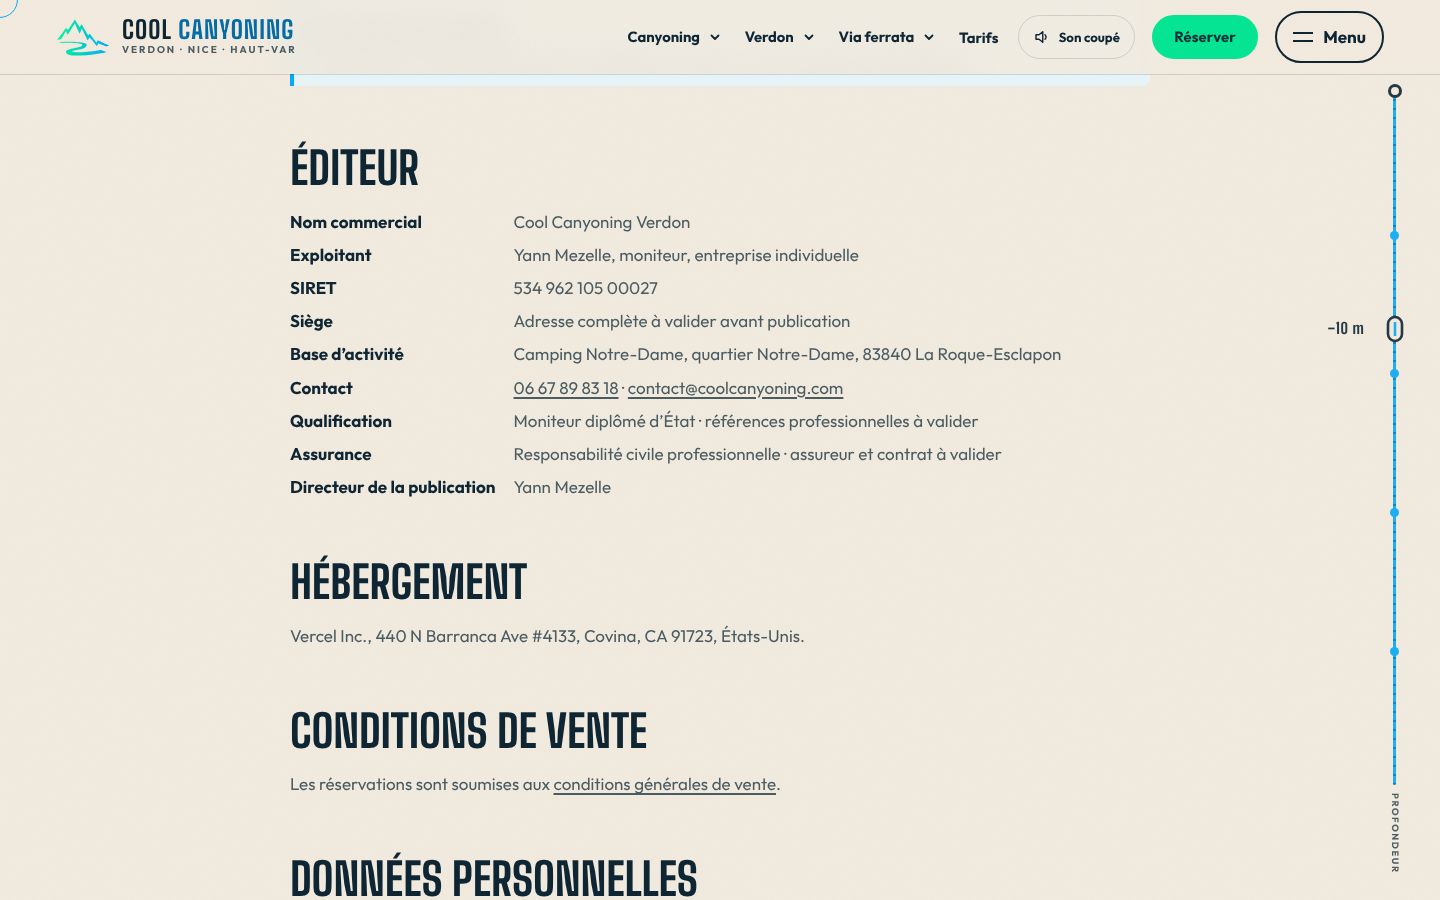 COOL CANYONING
VERDON · NICE · HAUT-VAR
Canyoning
Verdon
Via ferrata
Tarifs
Son coupé
Réserver
Menu
ÉDITEUR
Nom commercial Cool Canyoning Verdon
Exploitant Yann Mezelle, moniteur, entreprise individuelle
SIRET 534 962 105 00027
Siège Adresse complète à valider avant publication
Base d’activité Camping Notre-Dame, quartier Notre-Dame, 83840 La Roque-Esclapon
Contact 06 67 89 83 18 · contact@coolcanyoning.com
Qualification Moniteur diplômé d’État · références professionnelles à valider
Assurance Responsabilité civile professionnelle · assureur et contrat à valider
Directeur de la publication Yann Mezelle
−10 m
HÉBERGEMENT
Vercel Inc., 440 N Barranca Ave #4133, Covina, CA 91723, États-Unis.
CONDITIONS DE VENTE
Les réservations sont soumises aux conditions générales de vente.
DONNÉES PERSONNELLES
PROFONDEUR